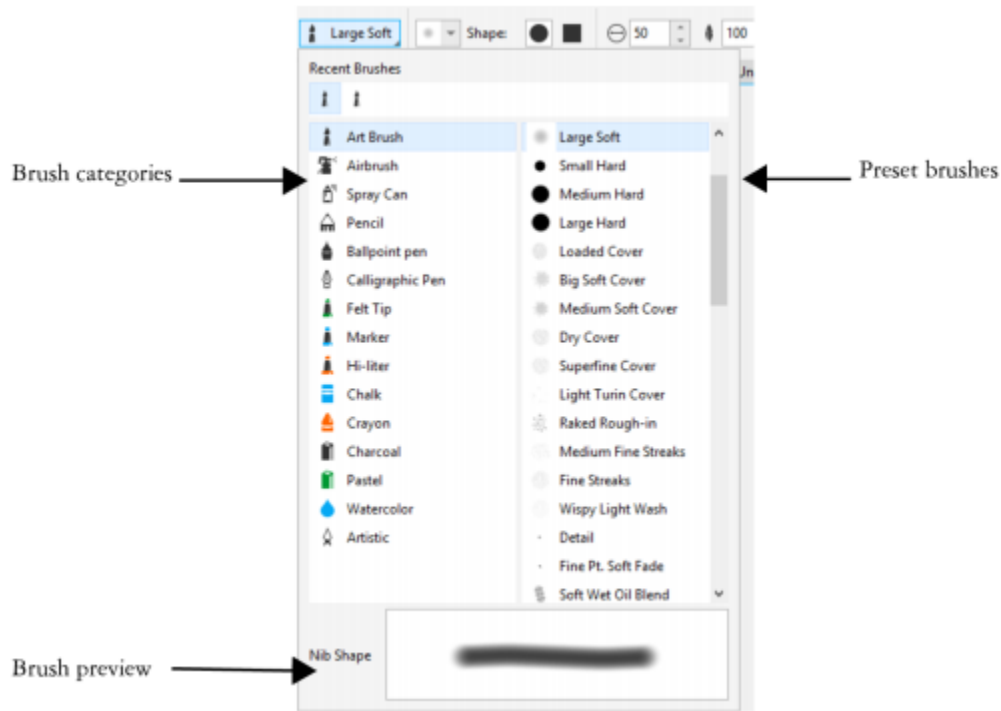 Large Soft Shape: 50 100
Recent Brushes
Un
Art Brush
Airbrush
Spray Can
Pencil
Ballpoint pen
Calligraphic Pen
Felt Tip
Marker
Hi-liter
Chalk
Crayon
Charcoal
Pastel
Watercolor
Artistic
Large Soft
Small Hard
Medium Hard
Large Hard
Loaded Cover
Big Soft Cover
Medium Soft Cover
Dry Cover
Superfine Cover
Light Turin Cover
Raked Rough-in
Medium Fine Streaks
Fine Streaks
Wispy Light Wash
Detail
Fine Pt. Soft Fade
Soft Wet Oil Blend
Nib Shape
Brush categories
Preset brushes
Brush preview